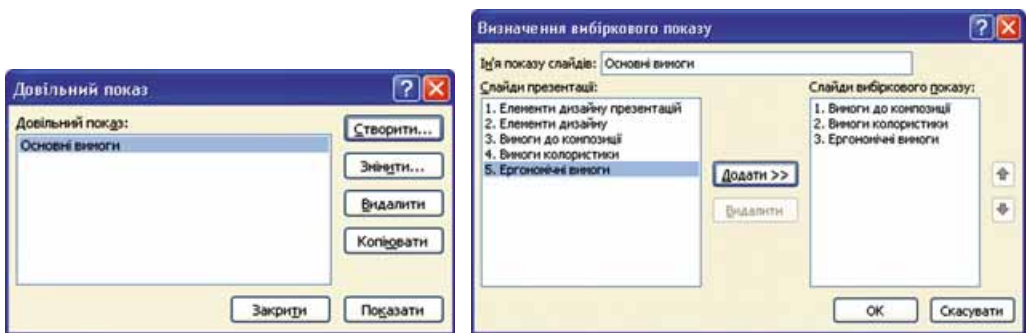 Довільний показ
Довільний показ:
Основні вимоги
Створити...
Змінити...
Видалити
Копіювати
Закрити
Показати
Визначення вибіркового показу
Ім'я показу слайдів: Основні вимоги
Слайди презентації:
1. Елементи дизайну презентацій
2. Елементи дизайну
3. Вимоги до композиції
4. Вимоги колористики
5. Ергономічні вимоги
Додати >>
Видалити
Слайди вибіркового показу:
1. Вимоги до композиції
2. Вимоги колористики
3. Ергономічні вимоги
OK
Скасувати